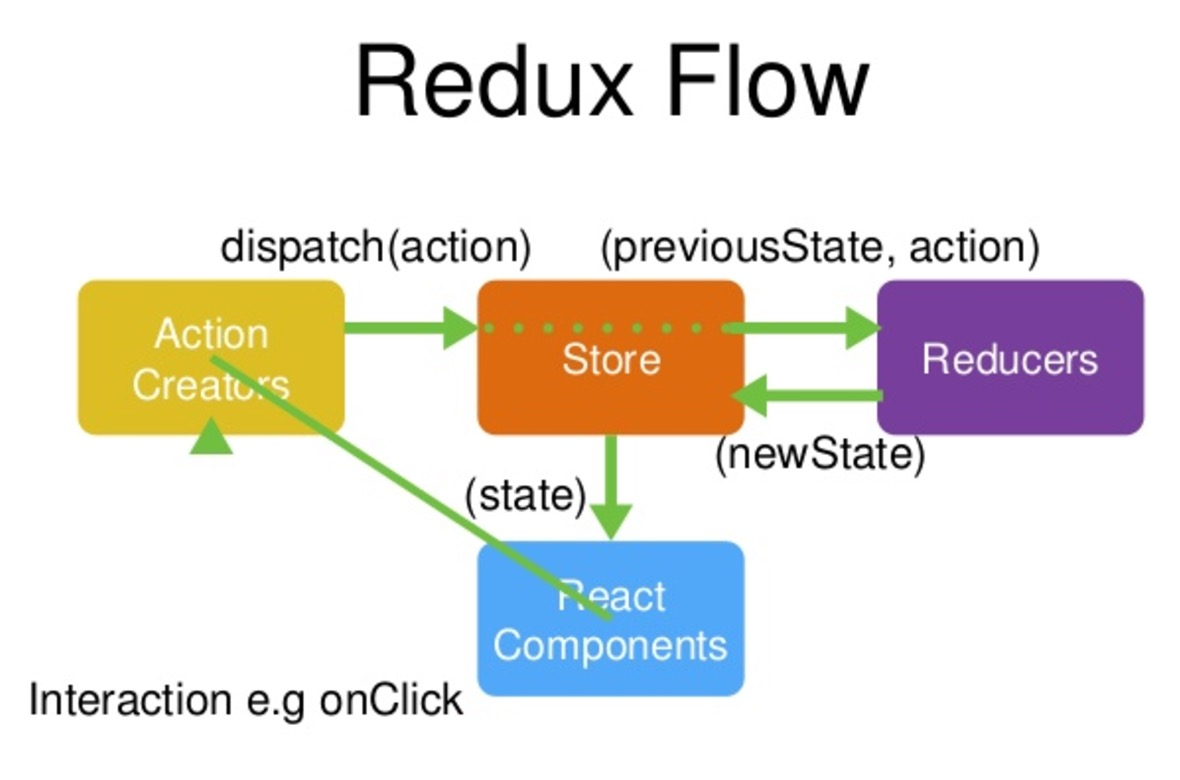 Redux Flow
dispatch(action)
(previousState, action)
Action
Creators
Store
Reducers
(newState)
(state)
React
Components
Interaction e.g onClick